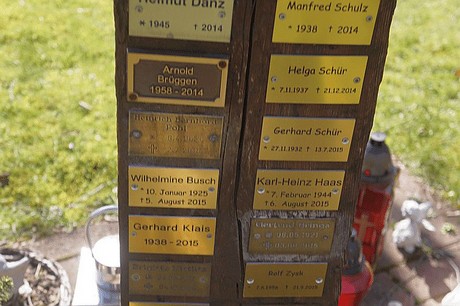 Helmut Danz
* 1945 † 2014
Arnold
Brüggen
1958 - 2014
Wilhelmine Busch
* 10. Januar 1925
† 5. August 2015
Gerhard Klais
1938 - 2015
Manfred Schulz
* 1938 † 2014
Helga Schür
* 7.11.1937 † 21.12.2014
Gerhard Schür
* 27.11.1932 † 13.7.2015
Karl-Heinz Haas
* 7. Februar 1944
† 6. August 2015
Rolf Zyek